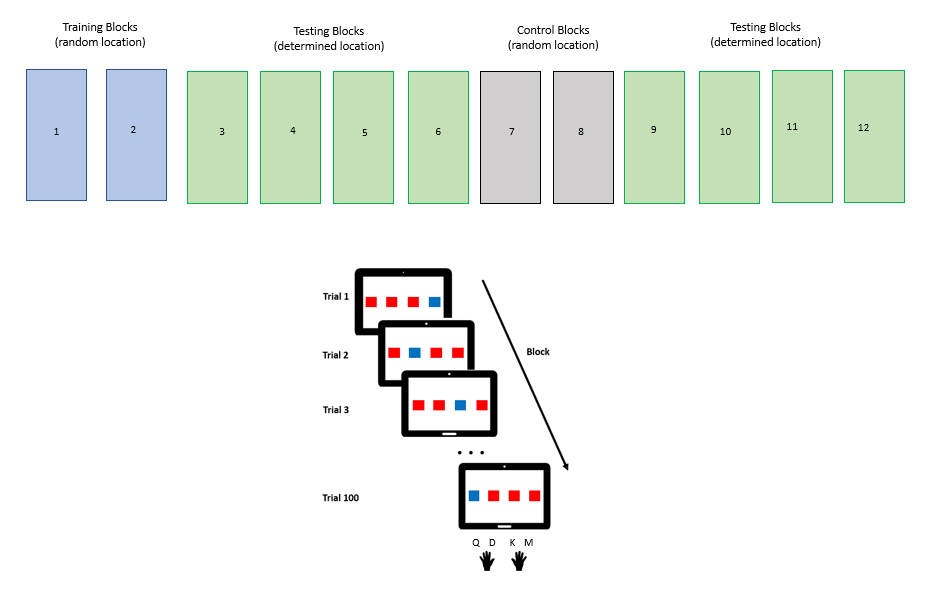 Training Blocks
(random location)
Testing Blocks
(determined location)
Control Blocks
(random location)
Testing Blocks
(determined location)
1
2
3
4
5
6
7
8
9
10
11
12
Trial 1
Trial 2
Block
Trial 3
. . .
Trial 100
Q D K M